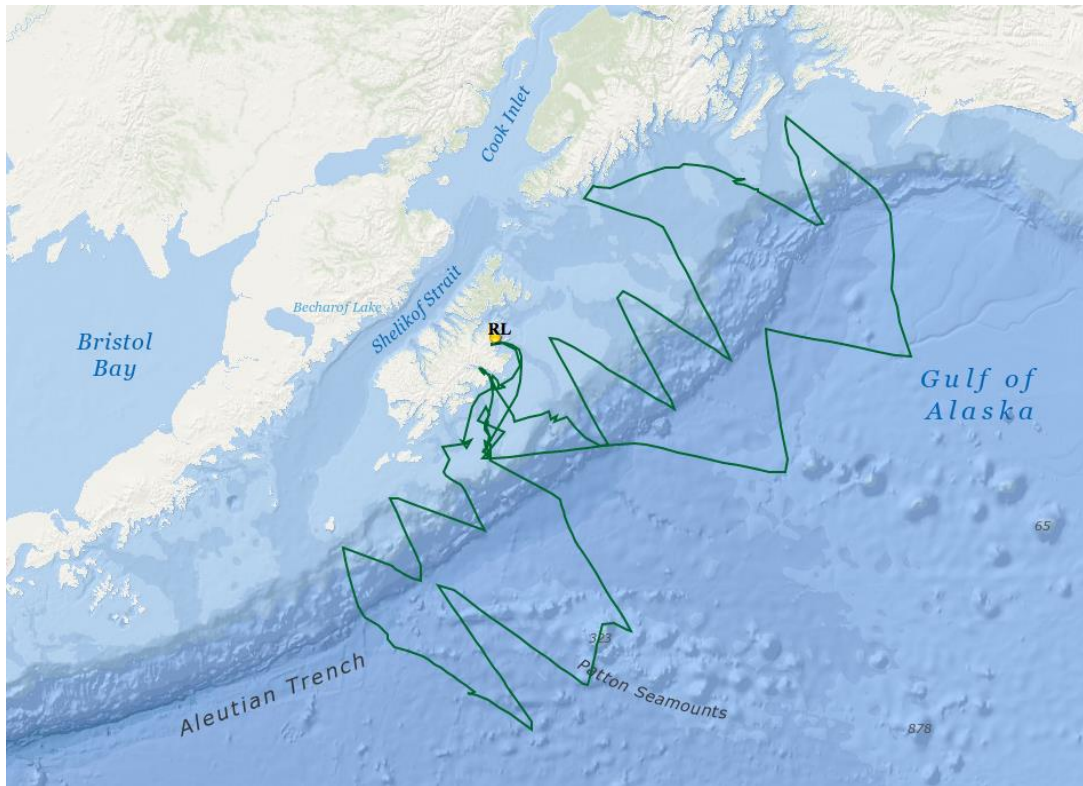 Cook Inlet
Shelikof Strait
Becharof Lake
RL
Bristol
Bay
Gulf of
Alaska
65
323
Patton Seamounts
Aleutian Trench
878